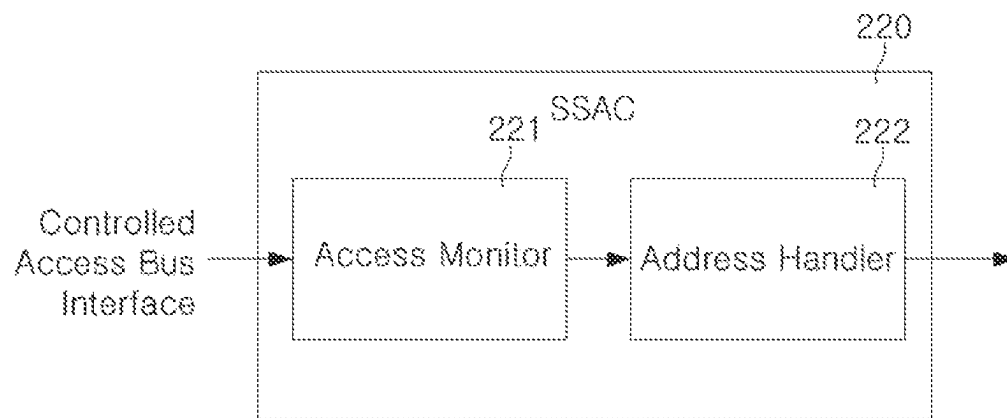 220
SSAC
221
222
Controlled
Access Bus
Interface
Access Monitor
Address Handler